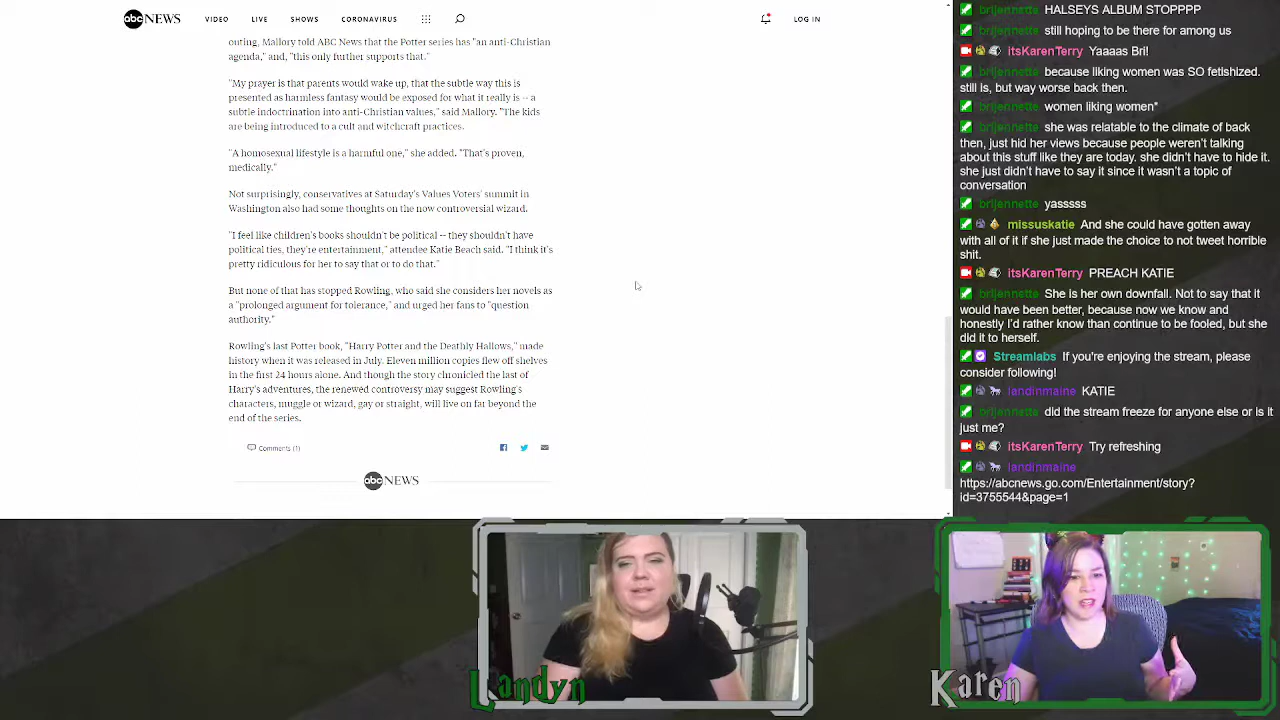 abc NEWS VIDEO LIVE SHOWS CORONAVIRUS LOG IN
outing, Mallory told ABC News that the Potter series has "an anti-Christian
agenda," and, "this only further supports that."
"My prayer is that parents would wake up, that the subtle way this is
presented as harmless fantasy would be exposed for what it really is -- a
subtle indoctrination into anti-Christian values," said Mallory. "The kids
are being introduced to a cult and witchcraft practices.
"A homosexual lifestyle is a harmful one," she added. "That's proven,
medically."
Not surprisingly, conservatives at Saturday's Values Voters' summit in
Washington also had some thoughts on the now controversial wizard.
"I feel like children's books shouldn't be political -- they shouldn't have
political ties, they're entertainment," attendee Katie Beach said. "I think it's
pretty ridiculous for her to say that or to do that."
But none of that has stopped Rowling, who said she considers her novels as
a "prolonged argument for tolerance," and urged her fans to "question
authority."
Rowling's last Potter book, "Harry Potter and the Deathly Hallows," made
history when it was released in July. Eleven million copies flew off shelves
in the first 24 hours alone. And though the story chronicled the last of
Harry's adventures, the renewed controversy may suggest Rowling's
characters, muggle or wizard, gay or straight, will live on far beyond the
end of the series.
Comments (1)
abc NEWS
brijennette HALSEYS ALBUM STOPPPP
brijennette still hoping to be there for among us
itsKarenTerry Yaaaas Bri!
brijennette because liking women was SO fetishized.
still is, but way worse back then.
brijennette women liking women*
brijennette she was relatable to the climate of back
then, just hid her views because people weren't talking
about this stuff like they are today. she didn't have to hide it.
she just didn't have to say it since it wasn't a topic of
conversation
brijennette yasssss
missuskatie And she could have gotten away
with all of it if she just made the choice to not tweet horrible
shit.
itsKarenTerry PREACH KATIE
brijennette She is her own downfall. Not to say that it
would have been better, because now we know and
honestly i'd rather know than continue to be fooled, but she
did it to herself.
Streamlabs If you're enjoying the stream, please
consider following!
landinmaine KATIE
brijennette did the stream freeze for anyone else or is it
just me?
itsKarenTerry Try refreshing
landinmaine
https://abcnews.go.com/Entertainment/story?
id=3755544&page=1
Landyn
Karen